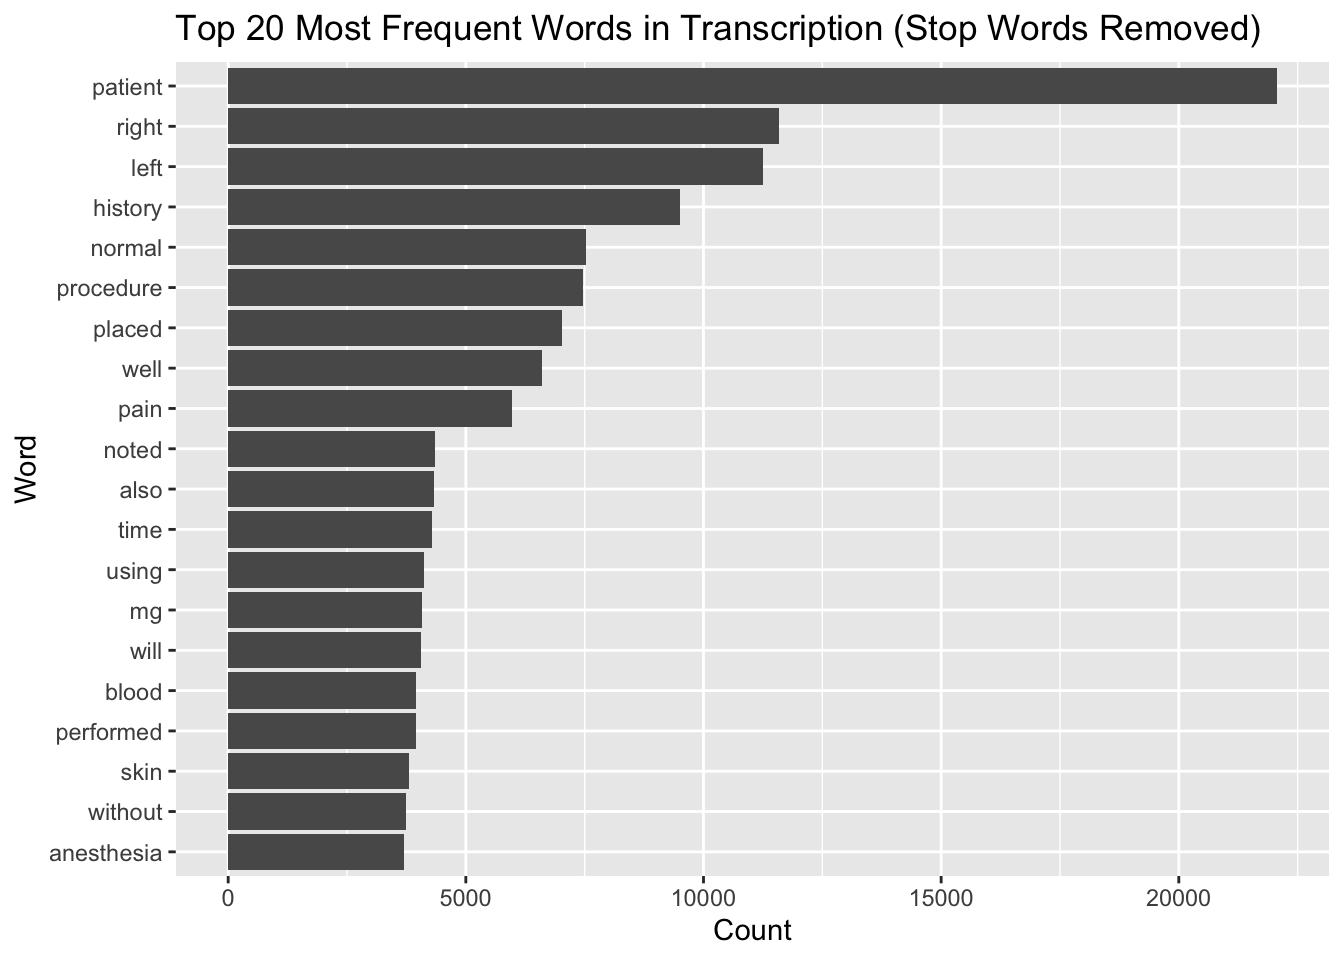 Top 20 Most Frequent Words in Transcription (Stop Words Removed)
patient
right
left
history
normal
procedure
placed
well
pain
noted
also
time
using
mg
will
blood
performed
skin
without
anesthesia
Word
0 5000 10000 15000 20000
Count